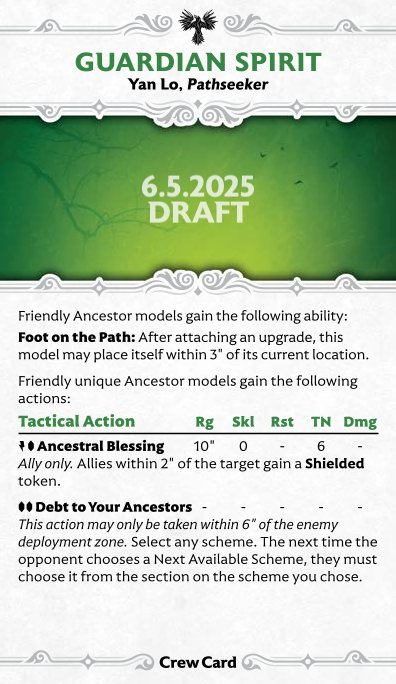 GUARDIAN SPIRIT
Yan Lo, Pathseeker
6.5.2025
DRAFT
Friendly Ancestor models gain the following ability:
Foot on the Path: After attaching an upgrade, this
model may place itself within 3" of its current location.
Friendly unique Ancestor models gain the following
actions:
Tactical Action Rg Skl Rst TN Dmg
Ancestral Blessing 10" 0 - 6 -
Ally only. Allies within 2" of the target gain a Shielded
token.
Debt to Your Ancestors - - - - -
This action may only be taken within 6" of the enemy
deployment zone. Select any scheme. The next time the
opponent chooses a Next Available Scheme, they must
choose it from the section on the scheme you chose.
Crew Card